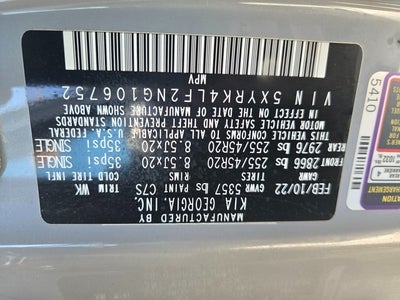 MANUFACTURED BY
KIA GEORGIA, INC.
FEB/10/22 GVWR 5357 lbs PAINT C7S
GAWR TIRES RIMS COLD TIRE TRIM WK
FRONT 2866 lbs 255/45R20 8.5Jx20 35psi SINGLE
REAR 2976 lbs 255/45R20 8.5Jx20 35psi SINGLE
THIS VEHICLE CONFORMS TO ALL APPLICABLE U.S.A. FEDERAL
MOTOR VEHICLE SAFETY, BUMPER, AND THEFT PREVENTION STANDARDS
IN EFFECT ON THE DATE OF MANUFACTURE SHOWN ABOVE
VIN 5XYRK4LF2NG106752
MPV
5410